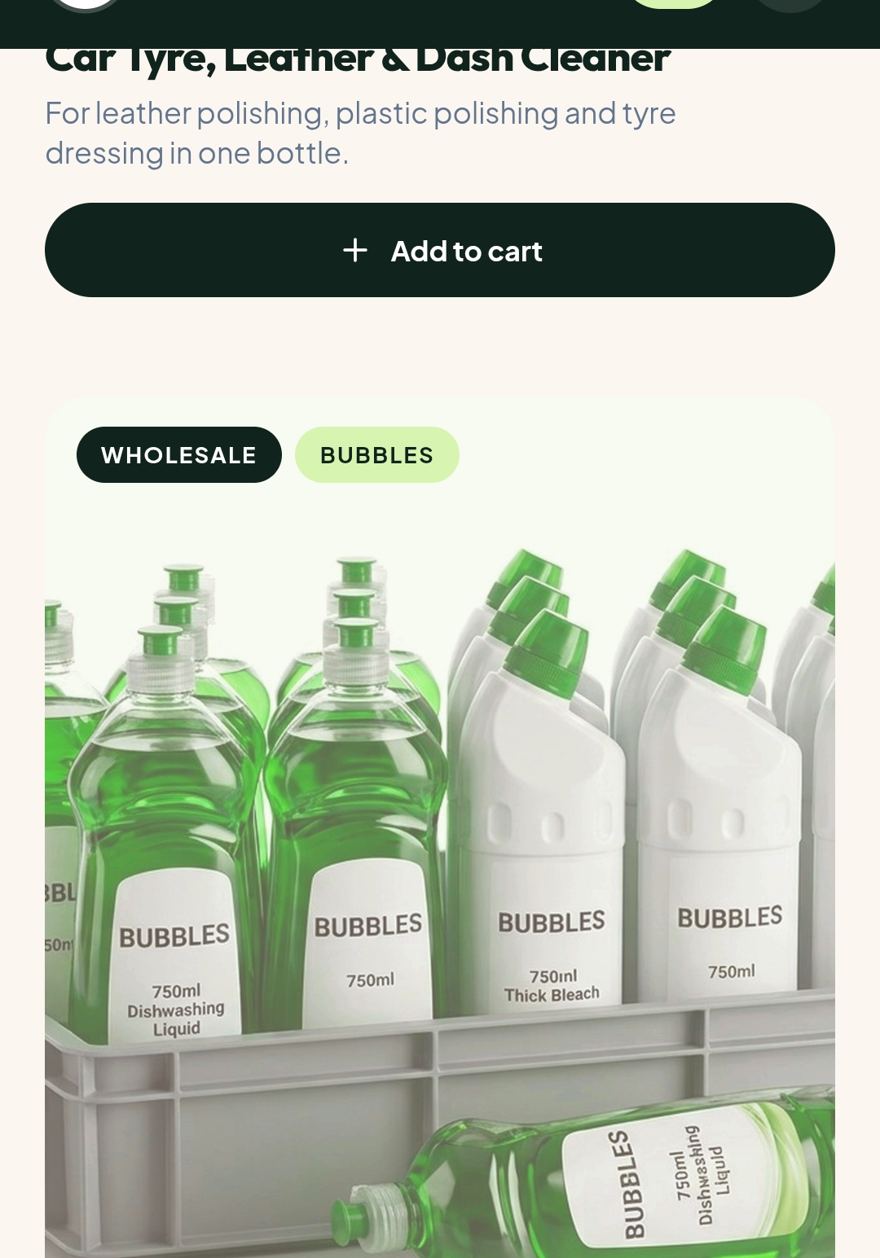 Car Tyre, Leather & Dash Cleaner
For leather polishing, plastic polishing and tyre
dressing in one bottle.
+ Add to cart
WHOLESALE
BUBBLES
BUBBLES
750ml
Dishwashing
Liquid
BUBBLES
750ml
BUBBLES
750ml
Thick Bleach
BUBBLES
750ml
BUBBLES
750ml
Dishwashing
Liquid